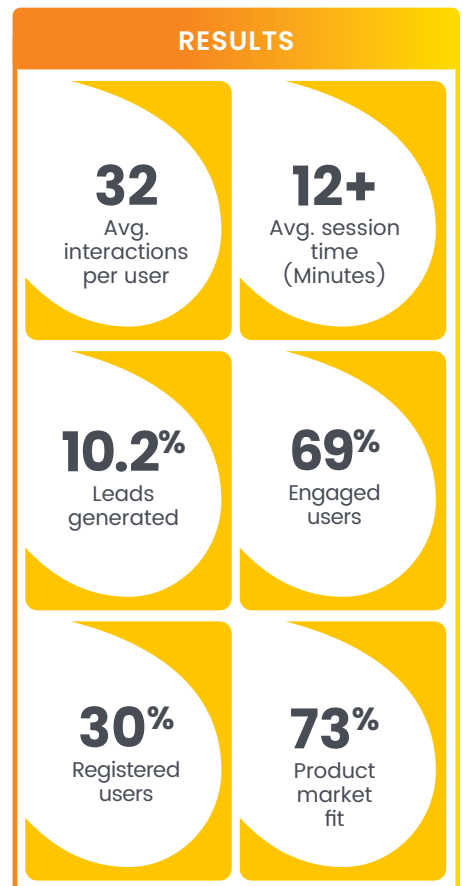 RESULTS
32
Avg.
interactions
per user
12+
Avg. session
time
(Minutes)
10.2%
Leads
generated
69%
Engaged
users
30%
Registered
users
73%
Product
market
fit